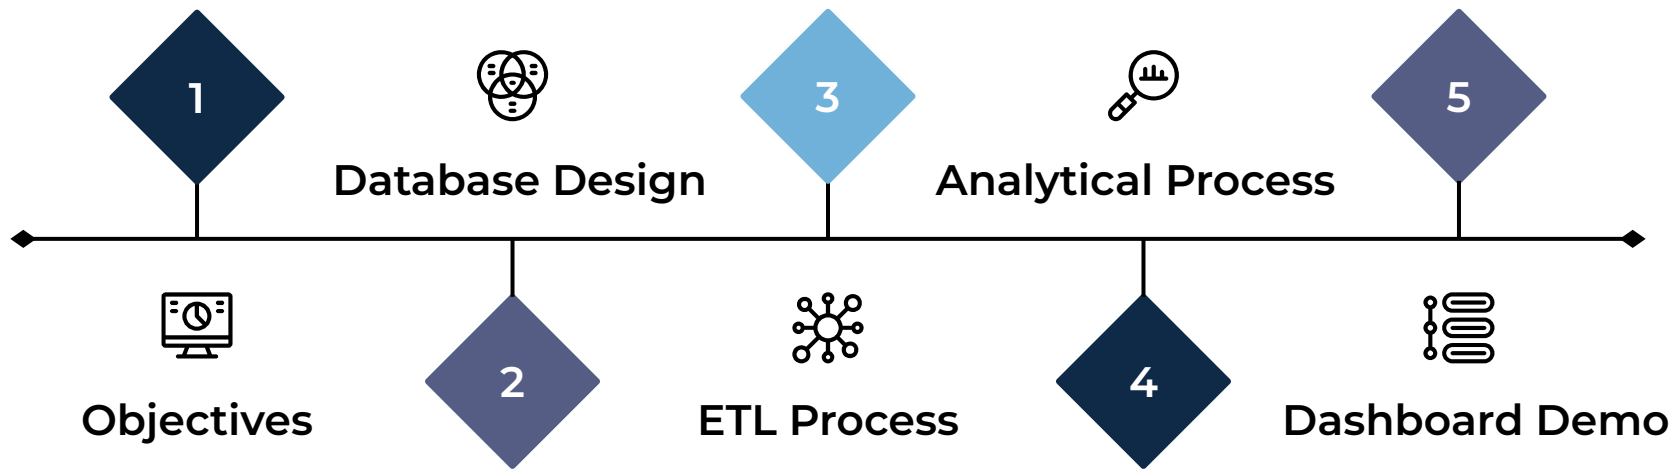 1
Objectives
2
Database Design
3
ETL Process
4
Analytical Process
5
Dashboard Demo